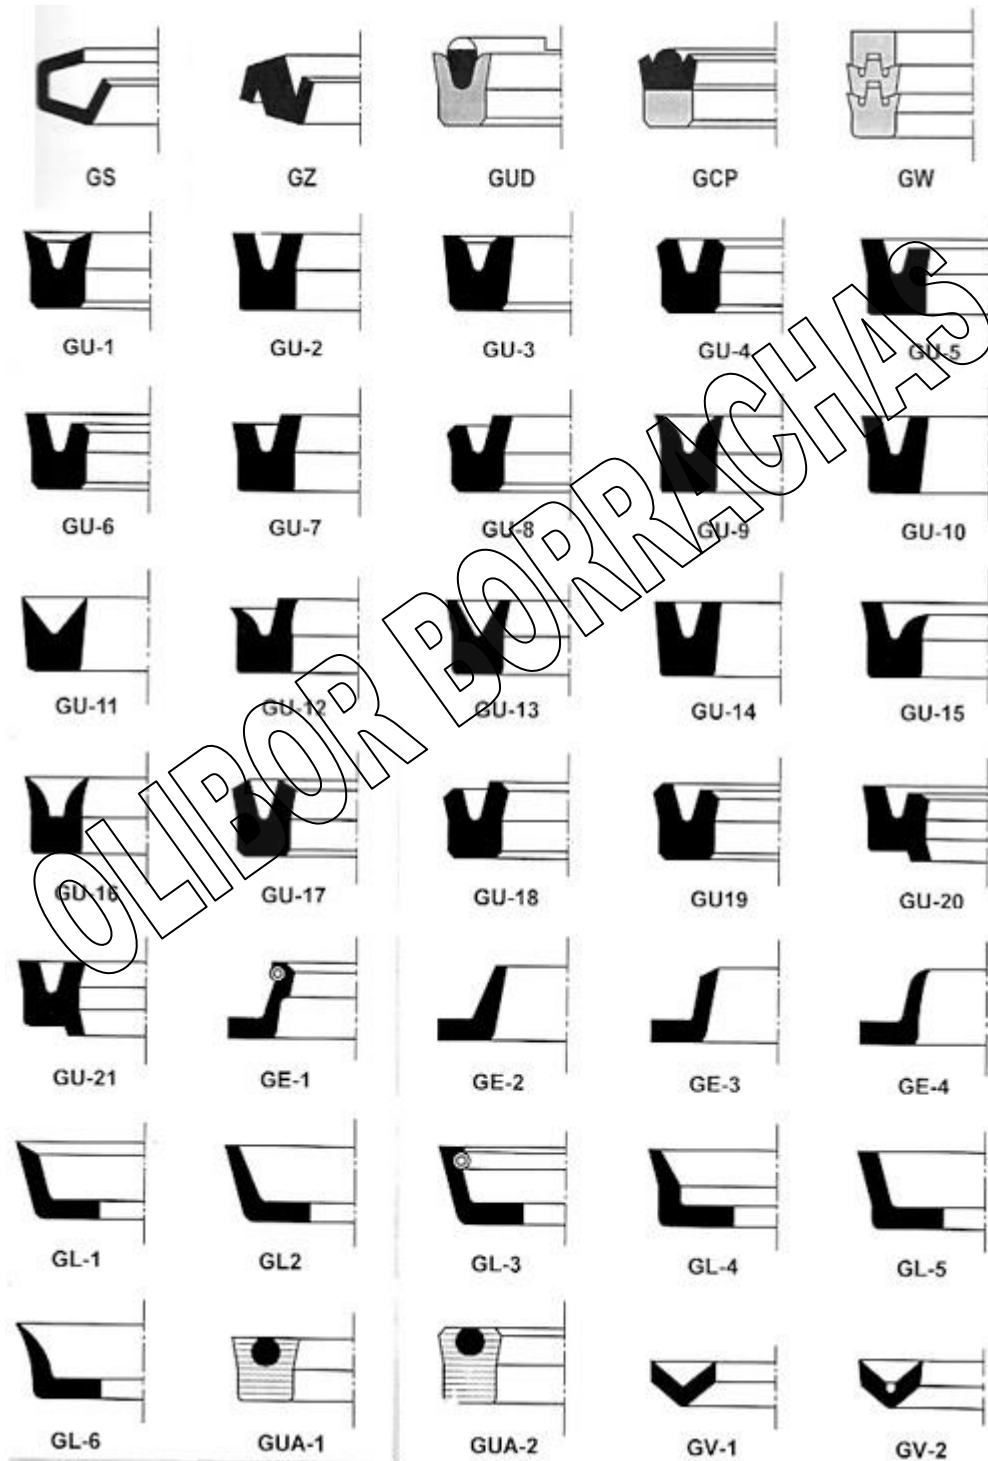 GS GZ GUD GCP GW
GU-1 GU-2 GU-3 GU-4 GU-5
GU-6 GU-7 GU-8 GU-9 GU-10
GU-11 GU-12 GU-13 GU-14 GU-15
GU-16 GU-17 GU-18 GU19 GU-20
GU-21 GE-1 GE-2 GE-3 GE-4
GL-1 GL2 GL-3 GL-4 GL-5
GL-6 GUA-1 GUA-2 GV-1 GV-2
OLIBOR BORRACHAS